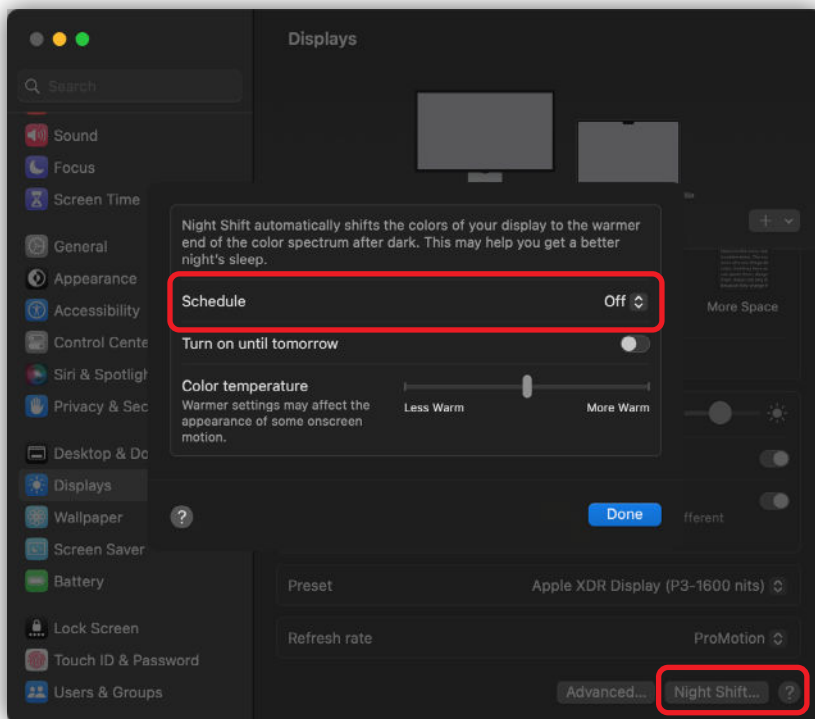 Displays
Search
Sound
Focus
Screen Time
General
Appearance
Accessibility
Control Cente
Siri & Spotligh
Privacy & Sec
Desktop & Do
Displays
Wallpaper
Screen Saver
Battery
Lock Screen
Touch ID & Password
Users & Groups
Night Shift automatically shifts the colors of your display to the warmer
end of the color spectrum after dark. This may help you get a better
night's sleep.
Schedule Off
Turn on until tomorrow
Color temperature
Warmer settings may affect the
appearance of some onscreen
motion.
Less Warm More Warm
? Done
More Space
fferent
Preset Apple XDR Display (P3-1600 nits)
Refresh rate ProMotion
Advanced... Night Shift... ?